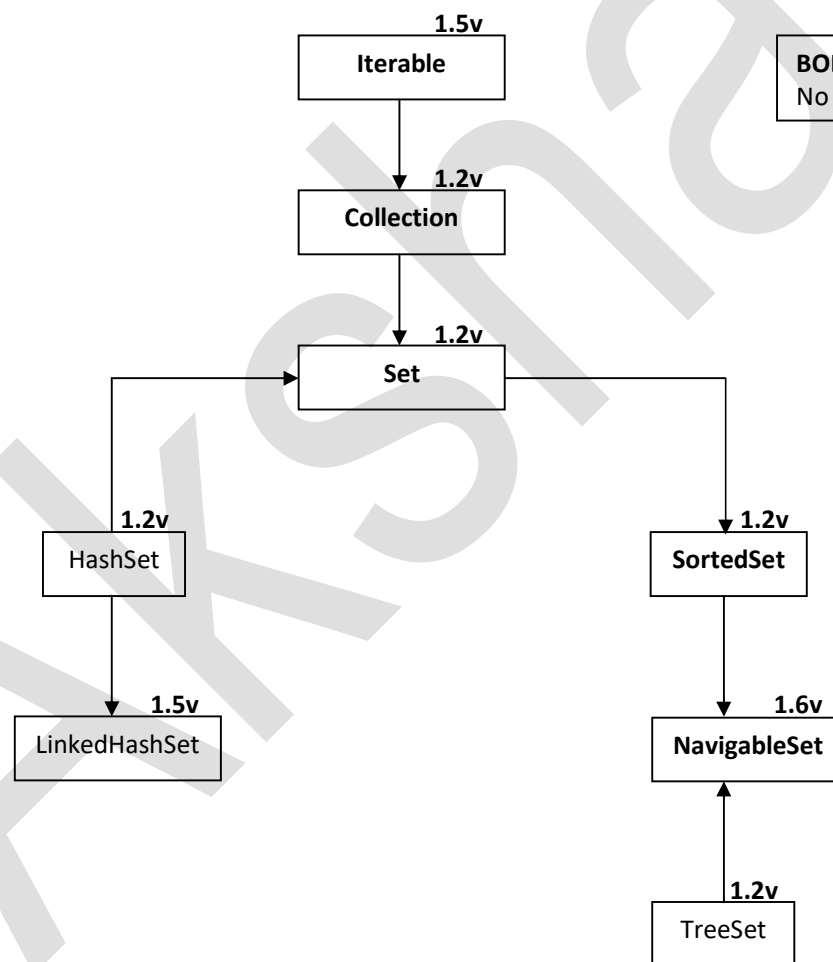 1.5v
Iterable
No
1.2v
Collection
1.2v
Set
1.2v
HashSet
1.2v
SortedSet
1.5v
LinkedHashSet
1.6v
NavigableSet
1.2v
TreeSet